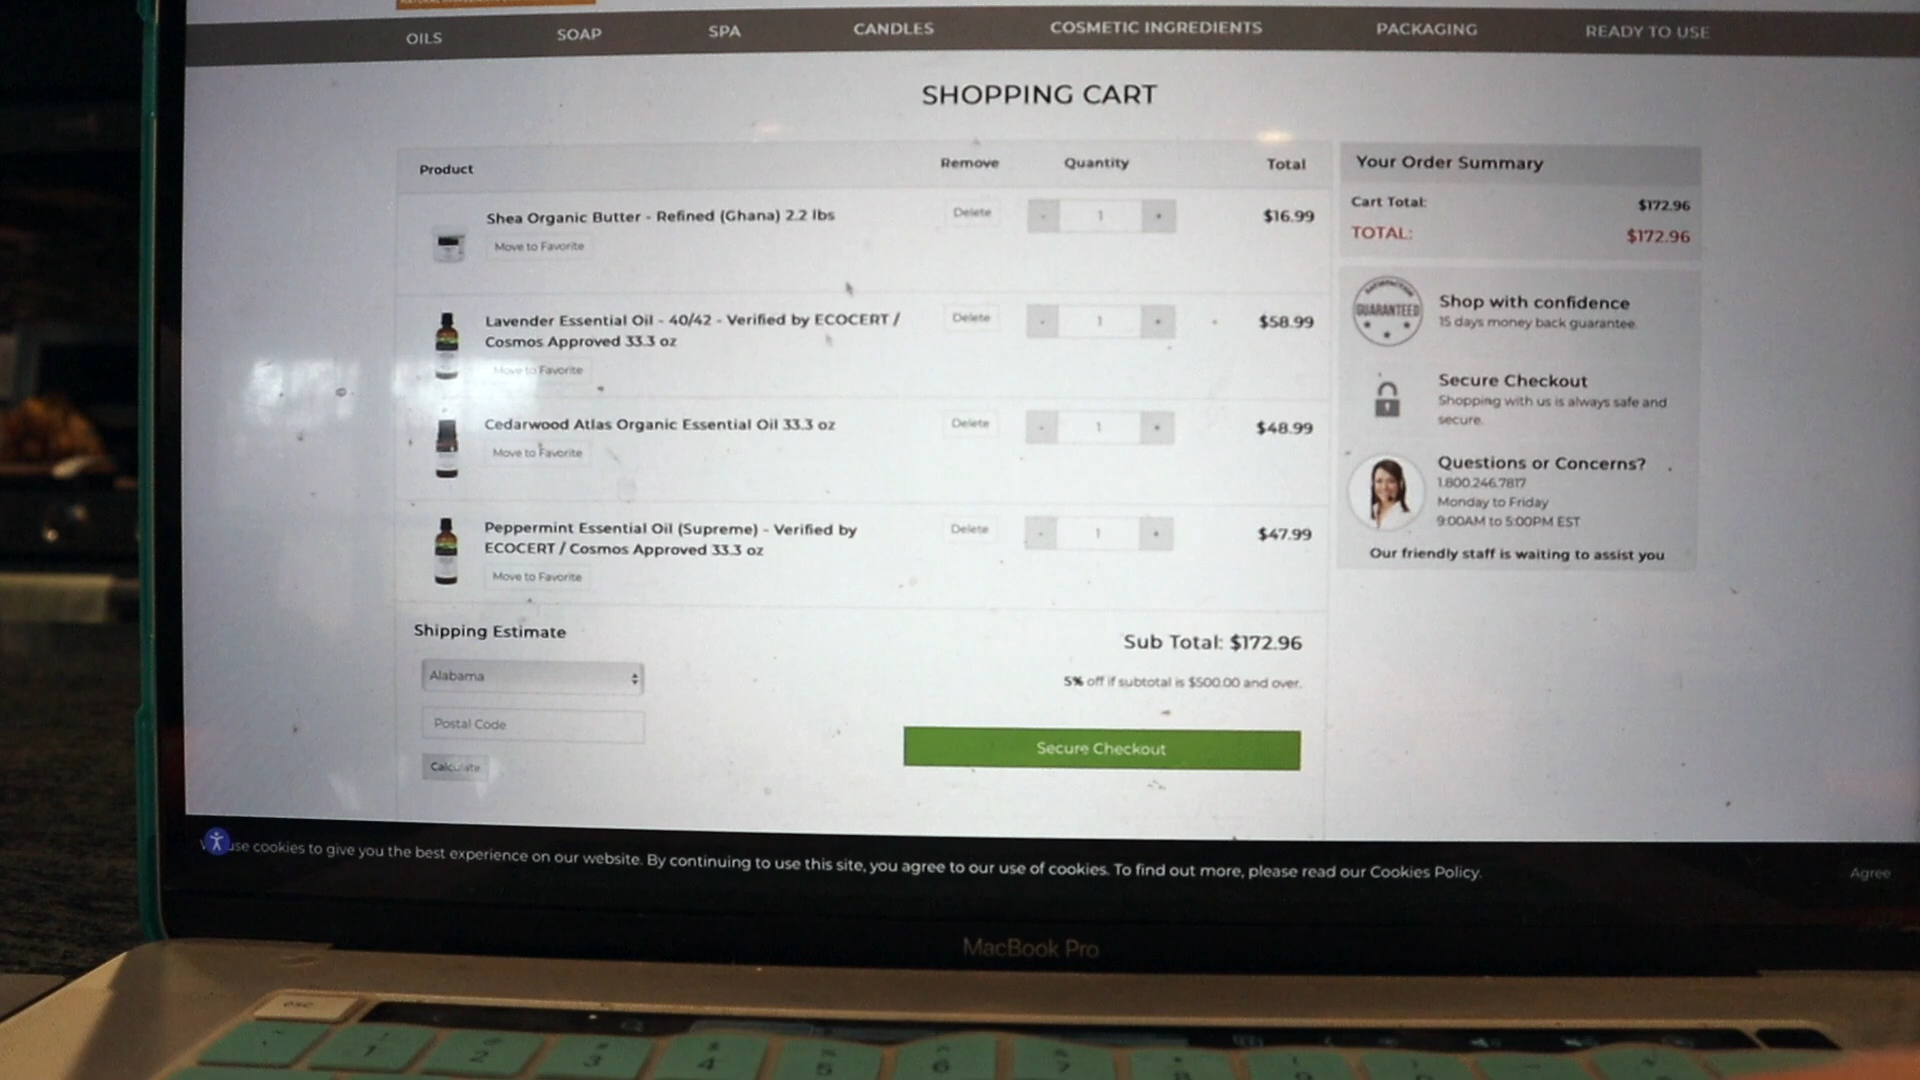 OILS SOAP SPA CANDLES COSMETIC INGREDIENTS PACKAGING READY TO USE
SHOPPING CART
Product Remove Quantity Total
Shea Organic Butter - Refined (Ghana) 2.2 lbs Delete - 1 + $16.99
Move to Favorite
Lavender Essential Oil - 40/42 - Verified by ECOCERT / Delete - 1 + $58.99
Cosmos Approved 33.3 oz
Move to Favorite
Cedarwood Atlas Organic Essential Oil 33.3 oz Delete - 1 + $48.99
Move to Favorite
Peppermint Essential Oil (Supreme) - Verified by Delete - 1 + $47.99
ECOCERT / Cosmos Approved 33.3 oz
Move to Favorite
Shipping Estimate
Alabama
Postal Code
Calculate
Sub Total: $172.96
5% off if subtotal is $500.00 and over.
Secure Checkout
Your Order Summary
Cart Total: $172.96
TOTAL: $172.96
GUARANTEED
Shop with confidence
15 days money back guarantee.
Secure Checkout
Shopping with us is always safe and
secure.
Questions or Concerns?
1.800.246.7817
Monday to Friday
9:00AM to 5:00PM EST
Our friendly staff is waiting to assist you
use cookies to give you the best experience on our website. By continuing to use this site, you agree to our use of cookies. To find out more, please read our Cookies Policy. Agree
MacBook Pro
esc
1 2 3 4 5 6 7